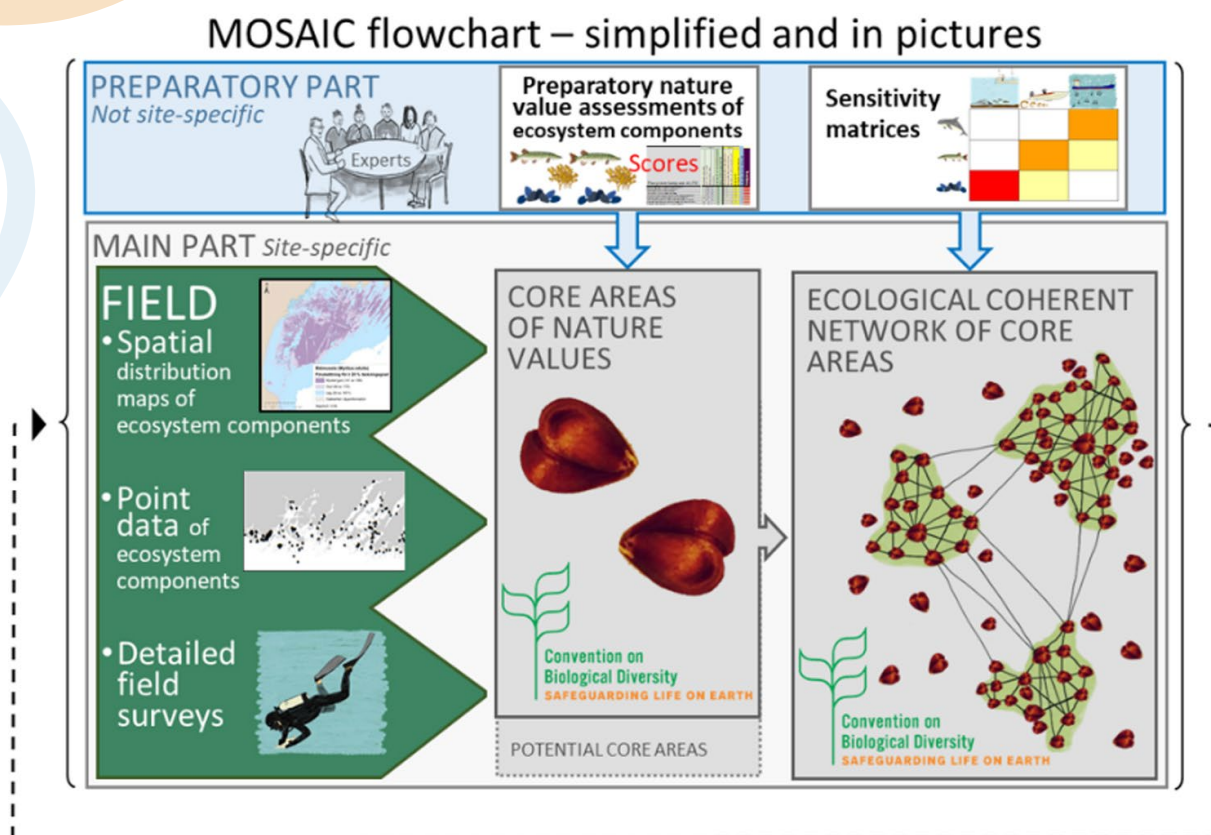 MOSAIC flowchart – simplified and in pictures
PREPARATORY PART
Not site-specific
Experts
Preparatory nature
value assessments of
ecosystem components
Scores
Sensitivity
matrices
MAIN PART Site-specific
FIELD
•Spatial
distribution
maps of
ecosystem components
•Point
data of
ecosystem
components
•Detailed
field
surveys
CORE AREAS
OF NATURE
VALUES
Convention on
Biological Diversity
SAFEGUARDING LIFE ON EARTH
POTENTIAL CORE AREAS
ECOLOGICAL COHERENT
NETWORK OF CORE
AREAS
Convention on
Biological Diversity
SAFEGUARDING LIFE ON EARTH